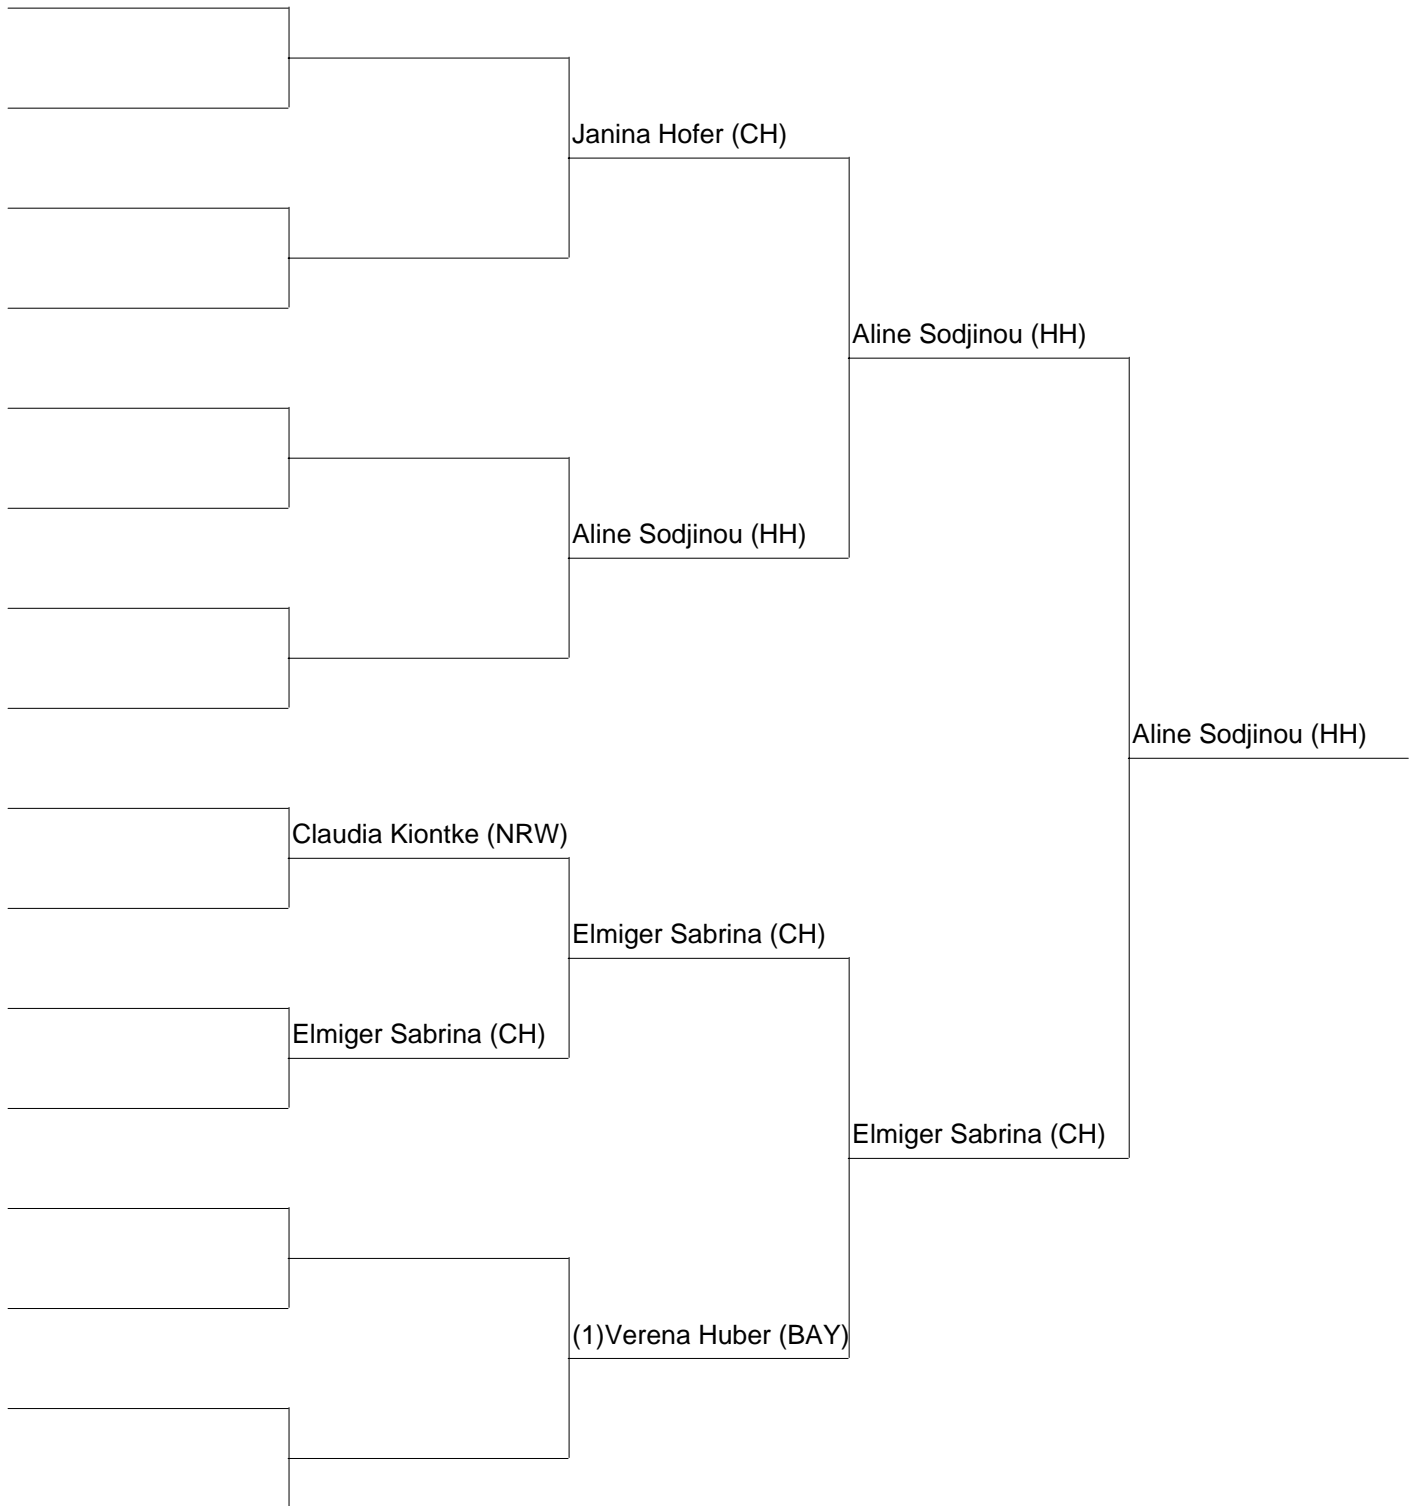 Janina Hofer (CH)
Aline Sodjinou (HH)
Aline Sodjinou (HH)
Aline Sodjinou (HH)
Claudia Kiontke (NRW)
Elmiger Sabrina (CH)
Elmiger Sabrina (CH)
Elmiger Sabrina (CH)
(1)Verena Huber (BAY)